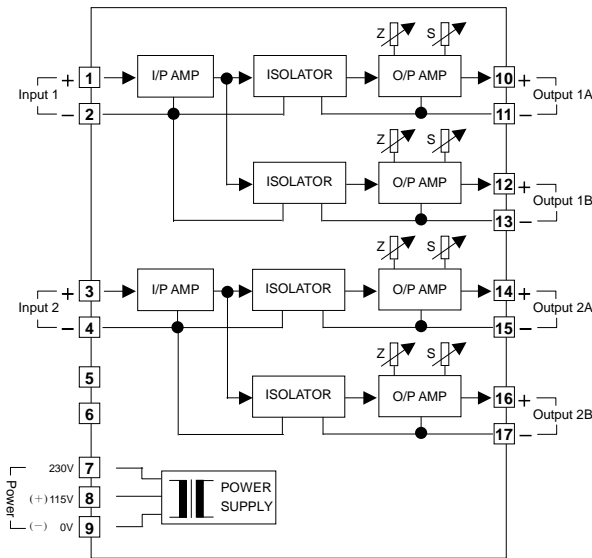 Z S
Input 1 + 1 I/P AMP ISOLATOR O/P AMP 10 + Output 1A
− 2 11 −
Z S
ISOLATOR O/P AMP 12 + Output 1B
13 −
Z S
Input 2 + 3 I/P AMP ISOLATOR O/P AMP 14 + Output 2A
− 4 15 −
Z S
5
ISOLATOR O/P AMP 16 + Output 2B
6
17 −
Power
230V 7
(+) 115V 8 POWER
SUPPLY
(−) 0V 9